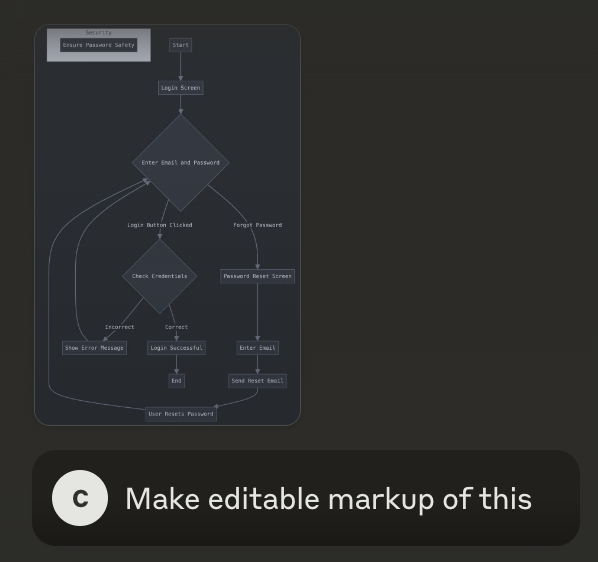 Security
Ensure Password Safety
Start
Login Screen
Enter Email and Password
Login Button Clicked
Forgot Password
Check Credentials
Password Reset Screen
Incorrect
Correct
Show Error Message
Login Successful
Enter Email
End
Send Reset Email
User Resets Password
C
Make editable markup of this